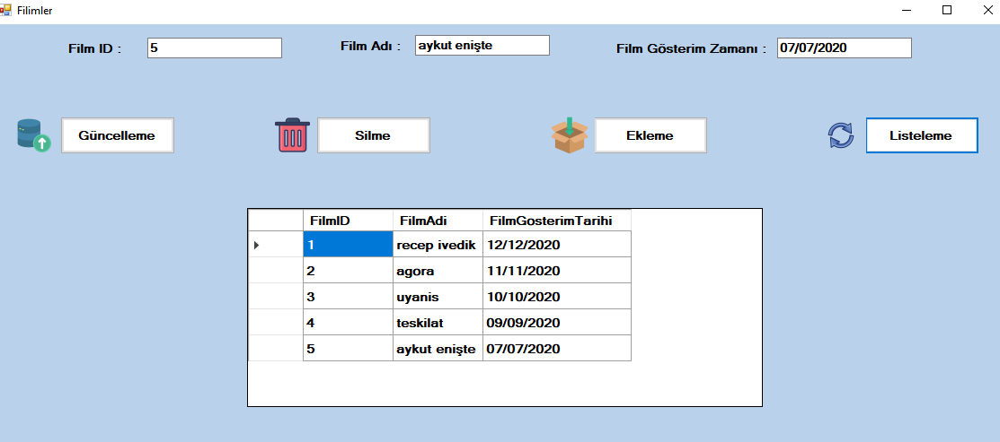 Filimler
Film ID : 5 Film Adı : aykut enişte Film Gösterim Zamanı : 07/07/2020
Güncelleme Silme Ekleme Listeleme
FilmID FilmAdi FilmGosterimTarihi
1 recep ivedik 12/12/2020
2 agora 11/11/2020
3 uyanis 10/10/2020
4 teskilat 09/09/2020
5 aykut enişte 07/07/2020